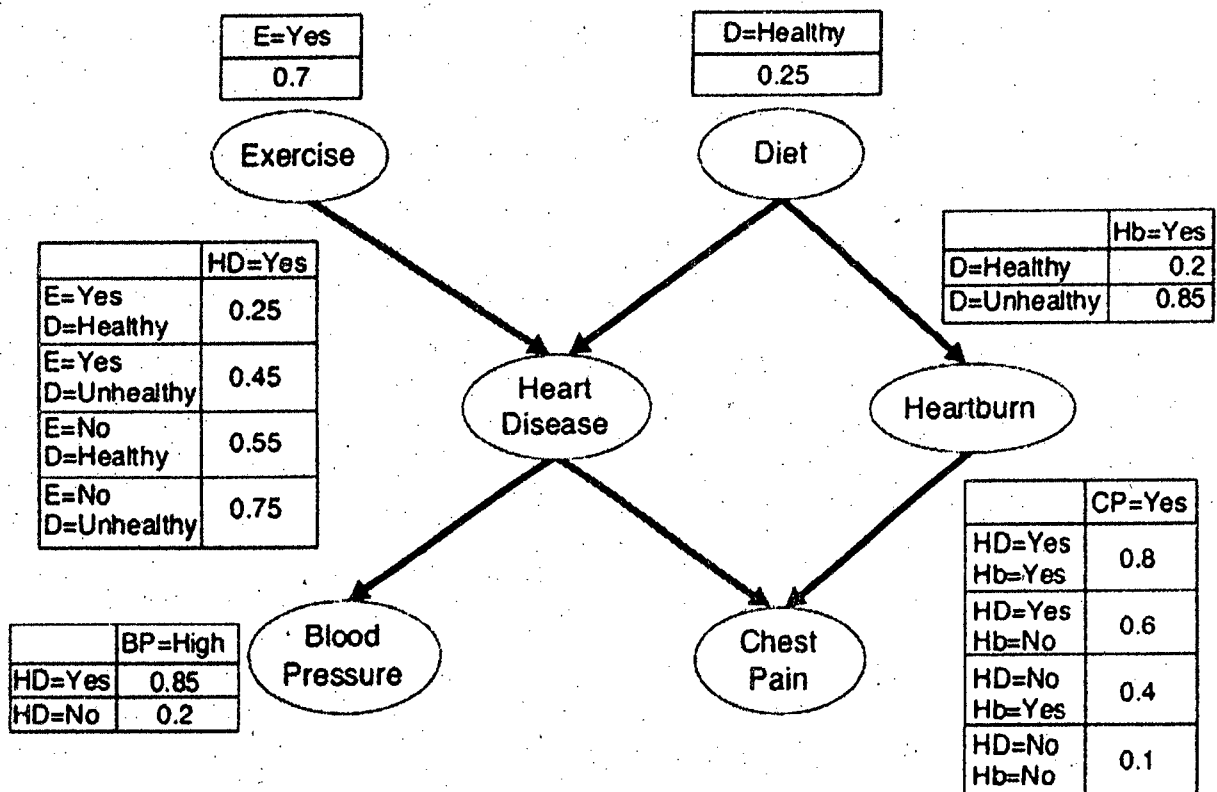 E=Yes
0.7
D=Healthy
0.25
Exercise
Diet
Hb=Yes
D=Healthy 0.2
D=Unhealthy 0.85
HD=Yes
E=Yes
D=Healthy
0.25
E=Yes
D=Unhealthy
0.45
E=No
D=Healthy
0.55
E=No
D=Unhealthy
0.75
Heart
Disease
Heartburn
CP=Yes
HD=Yes
Hb=Yes
0.8
HD=Yes
Hb=No
0.6
HD=No
Hb=Yes
0.4
HD=No
Hb=No
0.1
BP=High
HD=Yes 0.85
HD=No 0.2
Blood
Pressure
Chest
Pain